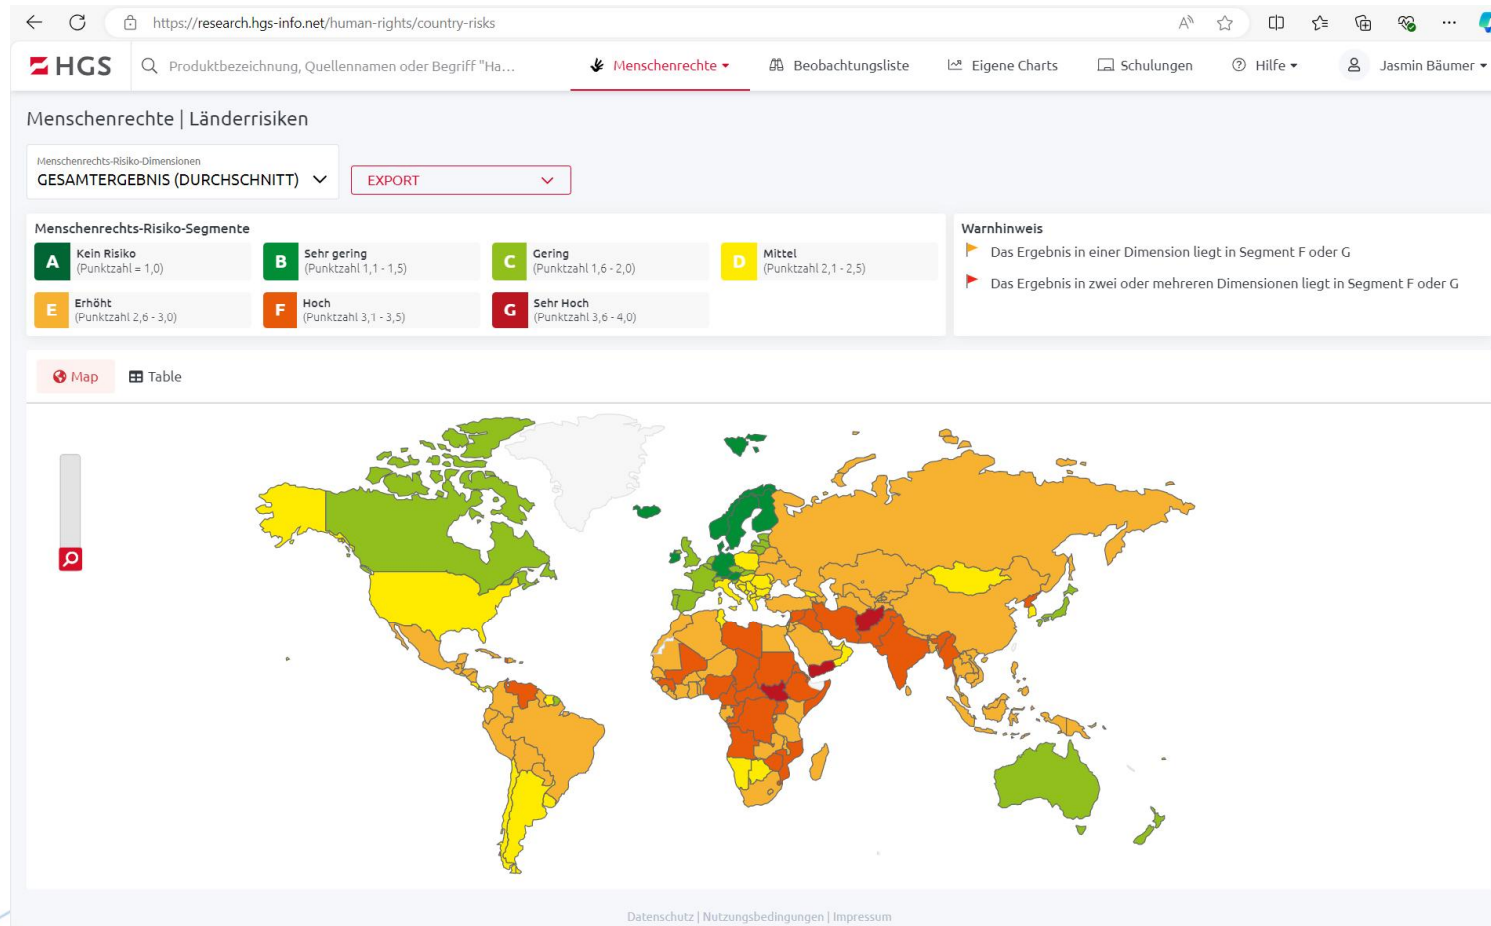 https://research.hgs-info.net/human-rights/country-risks
HGS
Produktbezeichnung, Quellennamen oder Begriff "Ha...
Menschenrechte
Beobachtungsliste
Eigene Charts
Schulungen
Hilfe
Jasmin Bäumer
Menschenrechte | Länderrisiken
Menschenrechts-Risiko-Dimensionen
GESAMTERGEBNIS (DURCHSCHNITT)
EXPORT
Menschenrechts-Risiko-Segmente
A
Kein Risiko
(Punktzahl = 1,0)
B
Sehr gering
(Punktzahl 1,1 - 1,5)
C
Gering
(Punktzahl 1,6 - 2,0)
D
Mittel
(Punktzahl 2,1 - 2,5)
E
Erhöht
(Punktzahl 2,6 - 3,0)
F
Hoch
(Punktzahl 3,1 - 3,5)
G
Sehr Hoch
(Punktzahl 3,6 - 4,0)
Warnhinweis
Das Ergebnis in einer Dimension liegt in Segment F oder G
Das Ergebnis in zwei oder mehreren Dimensionen liegt in Segment F oder G
Map
Table
Datenschutz | Nutzungsbedingungen | Impressum